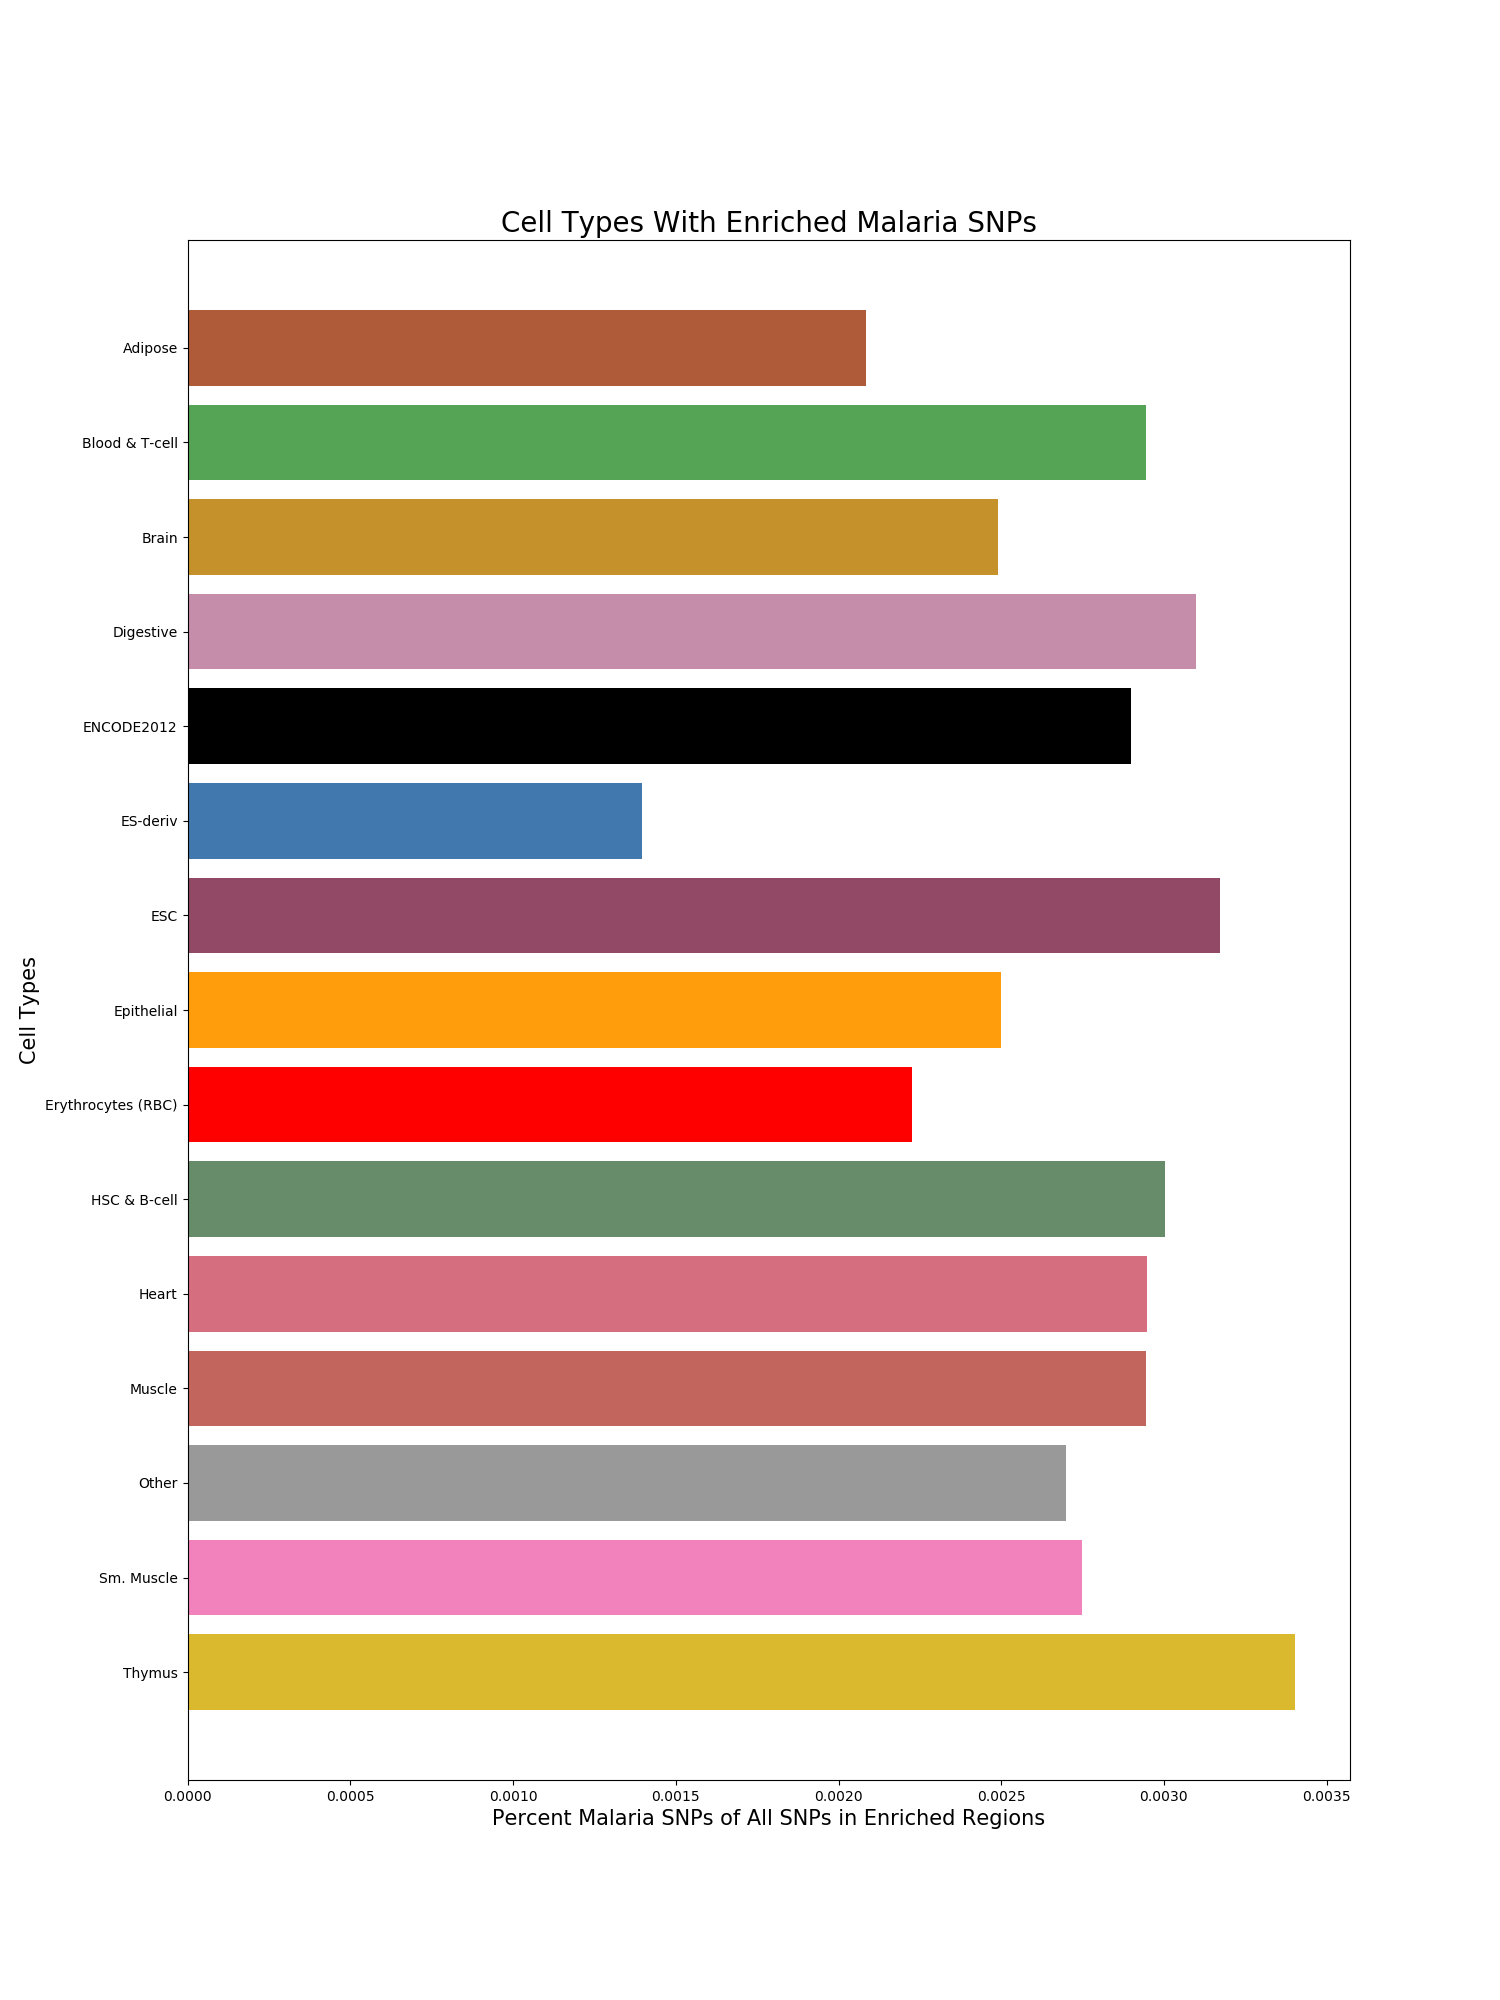 Cell Types With Enriched Malaria SNPs
Adipose
Blood & T-cell
Brain
Digestive
ENCODE2012
ES-deriv
ESC
Epithelial
Erythrocytes (RBC)
HSC & B-cell
Heart
Muscle
Other
Sm. Muscle
Thymus
Cell Types
0.0000 0.0005 0.0010 0.0015 0.0020 0.0025 0.0030 0.0035
Percent Malaria SNPs of All SNPs in Enriched Regions